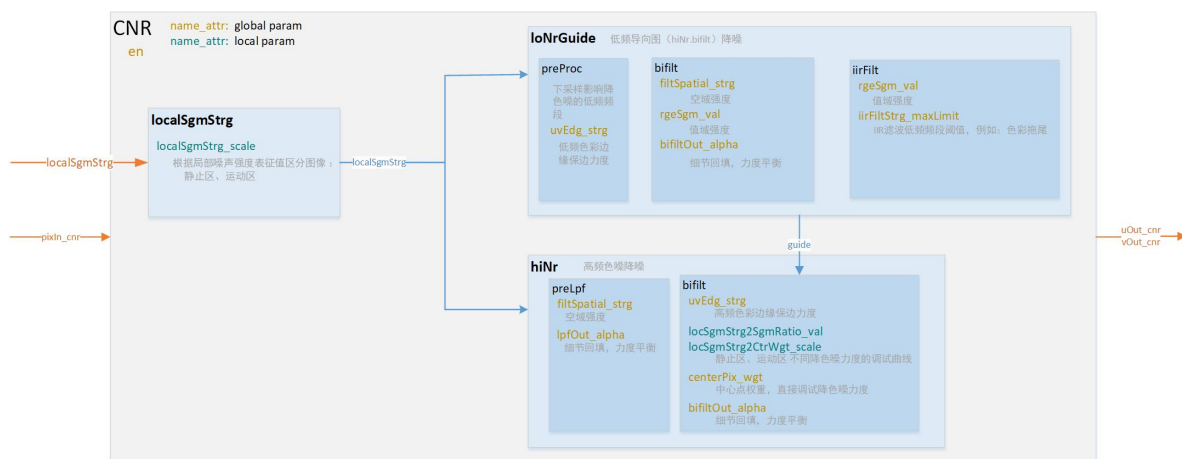 CNR
name_attr: global param
name_attr: local param
en
localSgmStrg
localSgmStrg
localSgmStrg_scale
根据局部噪声强度表征值区分图像：
静止区、运动区
localSgmStrg
pixIn_cnr
loNrGuide 低频导向图（hiNr.bifilt）降噪
preProc
下采样影响降
色噪的低频频
段
uvEdg_strg
低频色彩边
缘保边力度
bifilt
filtSpatial_strg
空域强度
rgeSgm_val
值域强度
bifiltOut_alpha
细节回填，力度平衡
iirFilt
rgeSgm_val
值域强度
iirFiltStrg_maxLimit
IIR滤波低频频段阈值，例如：色彩拖尾
guide
uOut_cnr
vOut_cnr
hiNr 高频色噪降噪
preLpf
filtSpatial_strg
空域强度
lpfOut_alpha
细节回填，力度平衡
bifilt
uvEdg_strg
高频色彩边缘保边力度
locSgmStrg2SgmRatio_val
locSgmStrg2CtrWgt_scale
静止区、运动区 不同降色噪力度的调试曲线
centerPix_wgt
中心点权重，直接调试降色噪力度
bifiltOut_alpha
细节回填，力度平衡